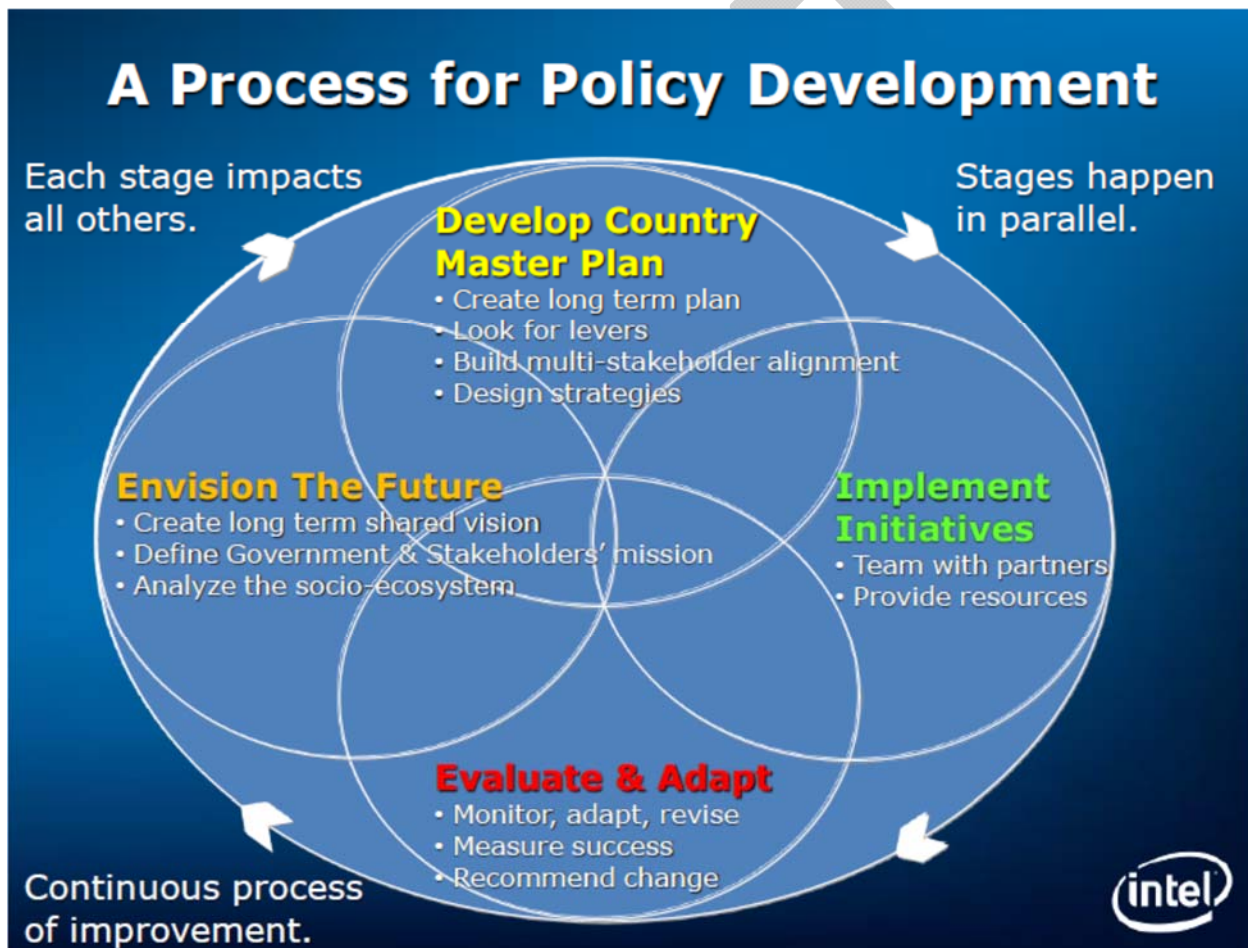 A Process for Policy Development
Each stage impacts
all others.
Stages happen
in parallel.
Develop Country
Master Plan
• Create long term plan
• Look for levers
• Build multi-stakeholder alignment
• Design strategies
Envision The Future
• Create long term shared vision
• Define Government & Stakeholders' mission
• Analyze the socio-ecosystem
Implement
Initiatives
• Team with partners
• Provide resources
Evaluate & Adapt
• Monitor, adapt, revise
• Measure success
• Recommend change
Continuous process
of improvement.
intel